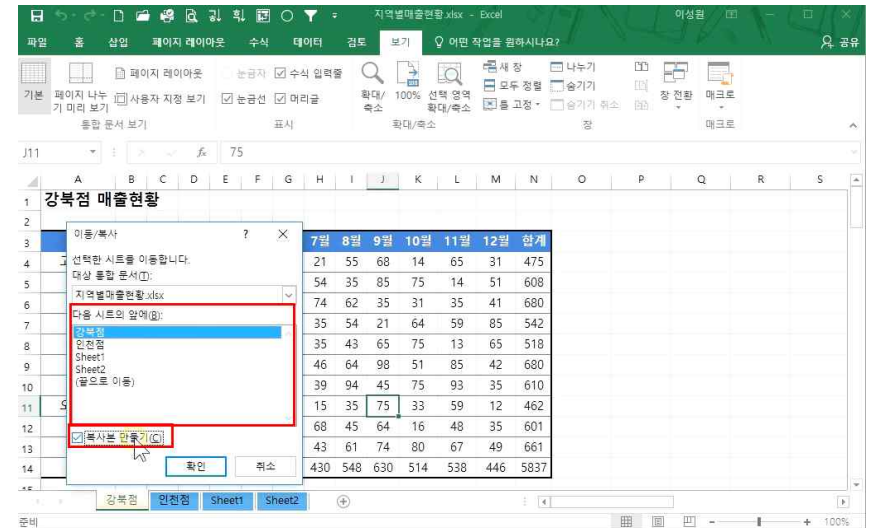 지역별매출현황.xlsx - Excel 이성원
파일 홈 삽입 페이지 레이아웃 수식 데이터 검토 보기 어떤 작업을 원하시나요? 공유
기본 페이지 나누기 미리 보기 페이지 레이아웃 사용자 지정 보기
눈금자 수식 입력줄
눈금선 머리글
확대/축소 100% 선택 영역 확대/축소
새 창 모두 정렬 틀 고정
나누기 숨기기 숨기기 취소
창 전환 매크로
통합 문서 보기 표시 확대/축소 창 매크로
J11 fx 75
A B C D E F G H I J K L M N O P Q R S
1 강북점 매출현황
2
3 7월 8월 9월 10월 11월 12월 합계
4 21 55 68 14 65 31 475
5 54 35 85 75 14 51 608
6 74 62 35 31 35 41 680
7 35 54 21 64 59 85 542
8 35 43 65 75 13 65 518
9 46 64 98 51 85 42 680
10 39 94 45 75 93 35 610
11 15 35 75 33 59 12 462
12 68 45 64 16 48 35 601
13 43 61 74 80 67 49 661
14 430 548 630 514 538 446 5837
이동/복사 ? ×
선택한 시트를 이동합니다.
대상 통합 문서(T):
지역별매출현황.xlsx
다음 시트의 앞에(B):
강북점
인천점
Sheet1
Sheet2
(끝으로 이동)
복사본 만들기(C)
확인 취소
강북점 인천점 Sheet1 Sheet2
준비 100%